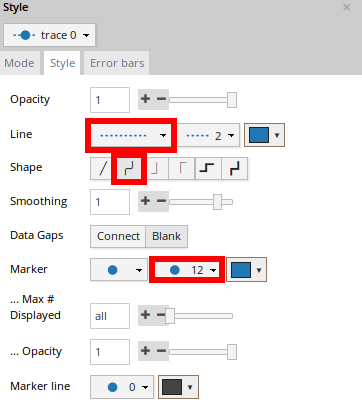 Style
trace 0
Mode Style Error bars
Opacity 1
Line 2
Shape
Smoothing 1
Data Gaps Connect Blank
Marker 12
... Max #
Displayed all
... Opacity 1
Marker line 0